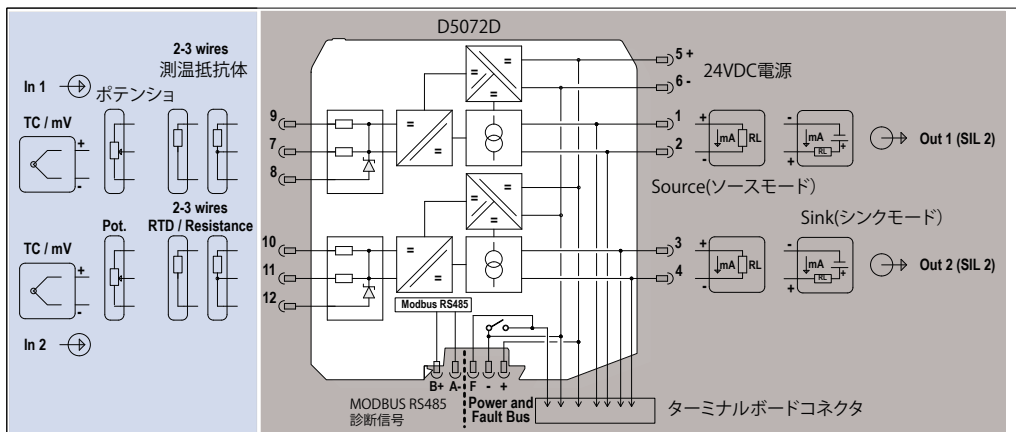 D5072D
2-3 wires
測温抵抗体
In 1
ポテンショ
TC / mV
+
-
9
7
8
5 +
6 -
24VDC電源
1
2
+
mA
RL
-
-
mA
+
RL
+
Out 1 (SIL 2)
Source(ソースモード)
2-3 wires
Pot.
RTD / Resistance
TC / mV
+
-
10
11
12
Sink(シンクモード)
3
4
+
mA
RL
-
-
mA
+
RL
+
Out 2 (SIL 2)
Modbus RS485
In 2
B+
A-
F
-
+
MODBUS RS485
診断信号
Power and
Fault Bus
ターミナルボードコネクタ